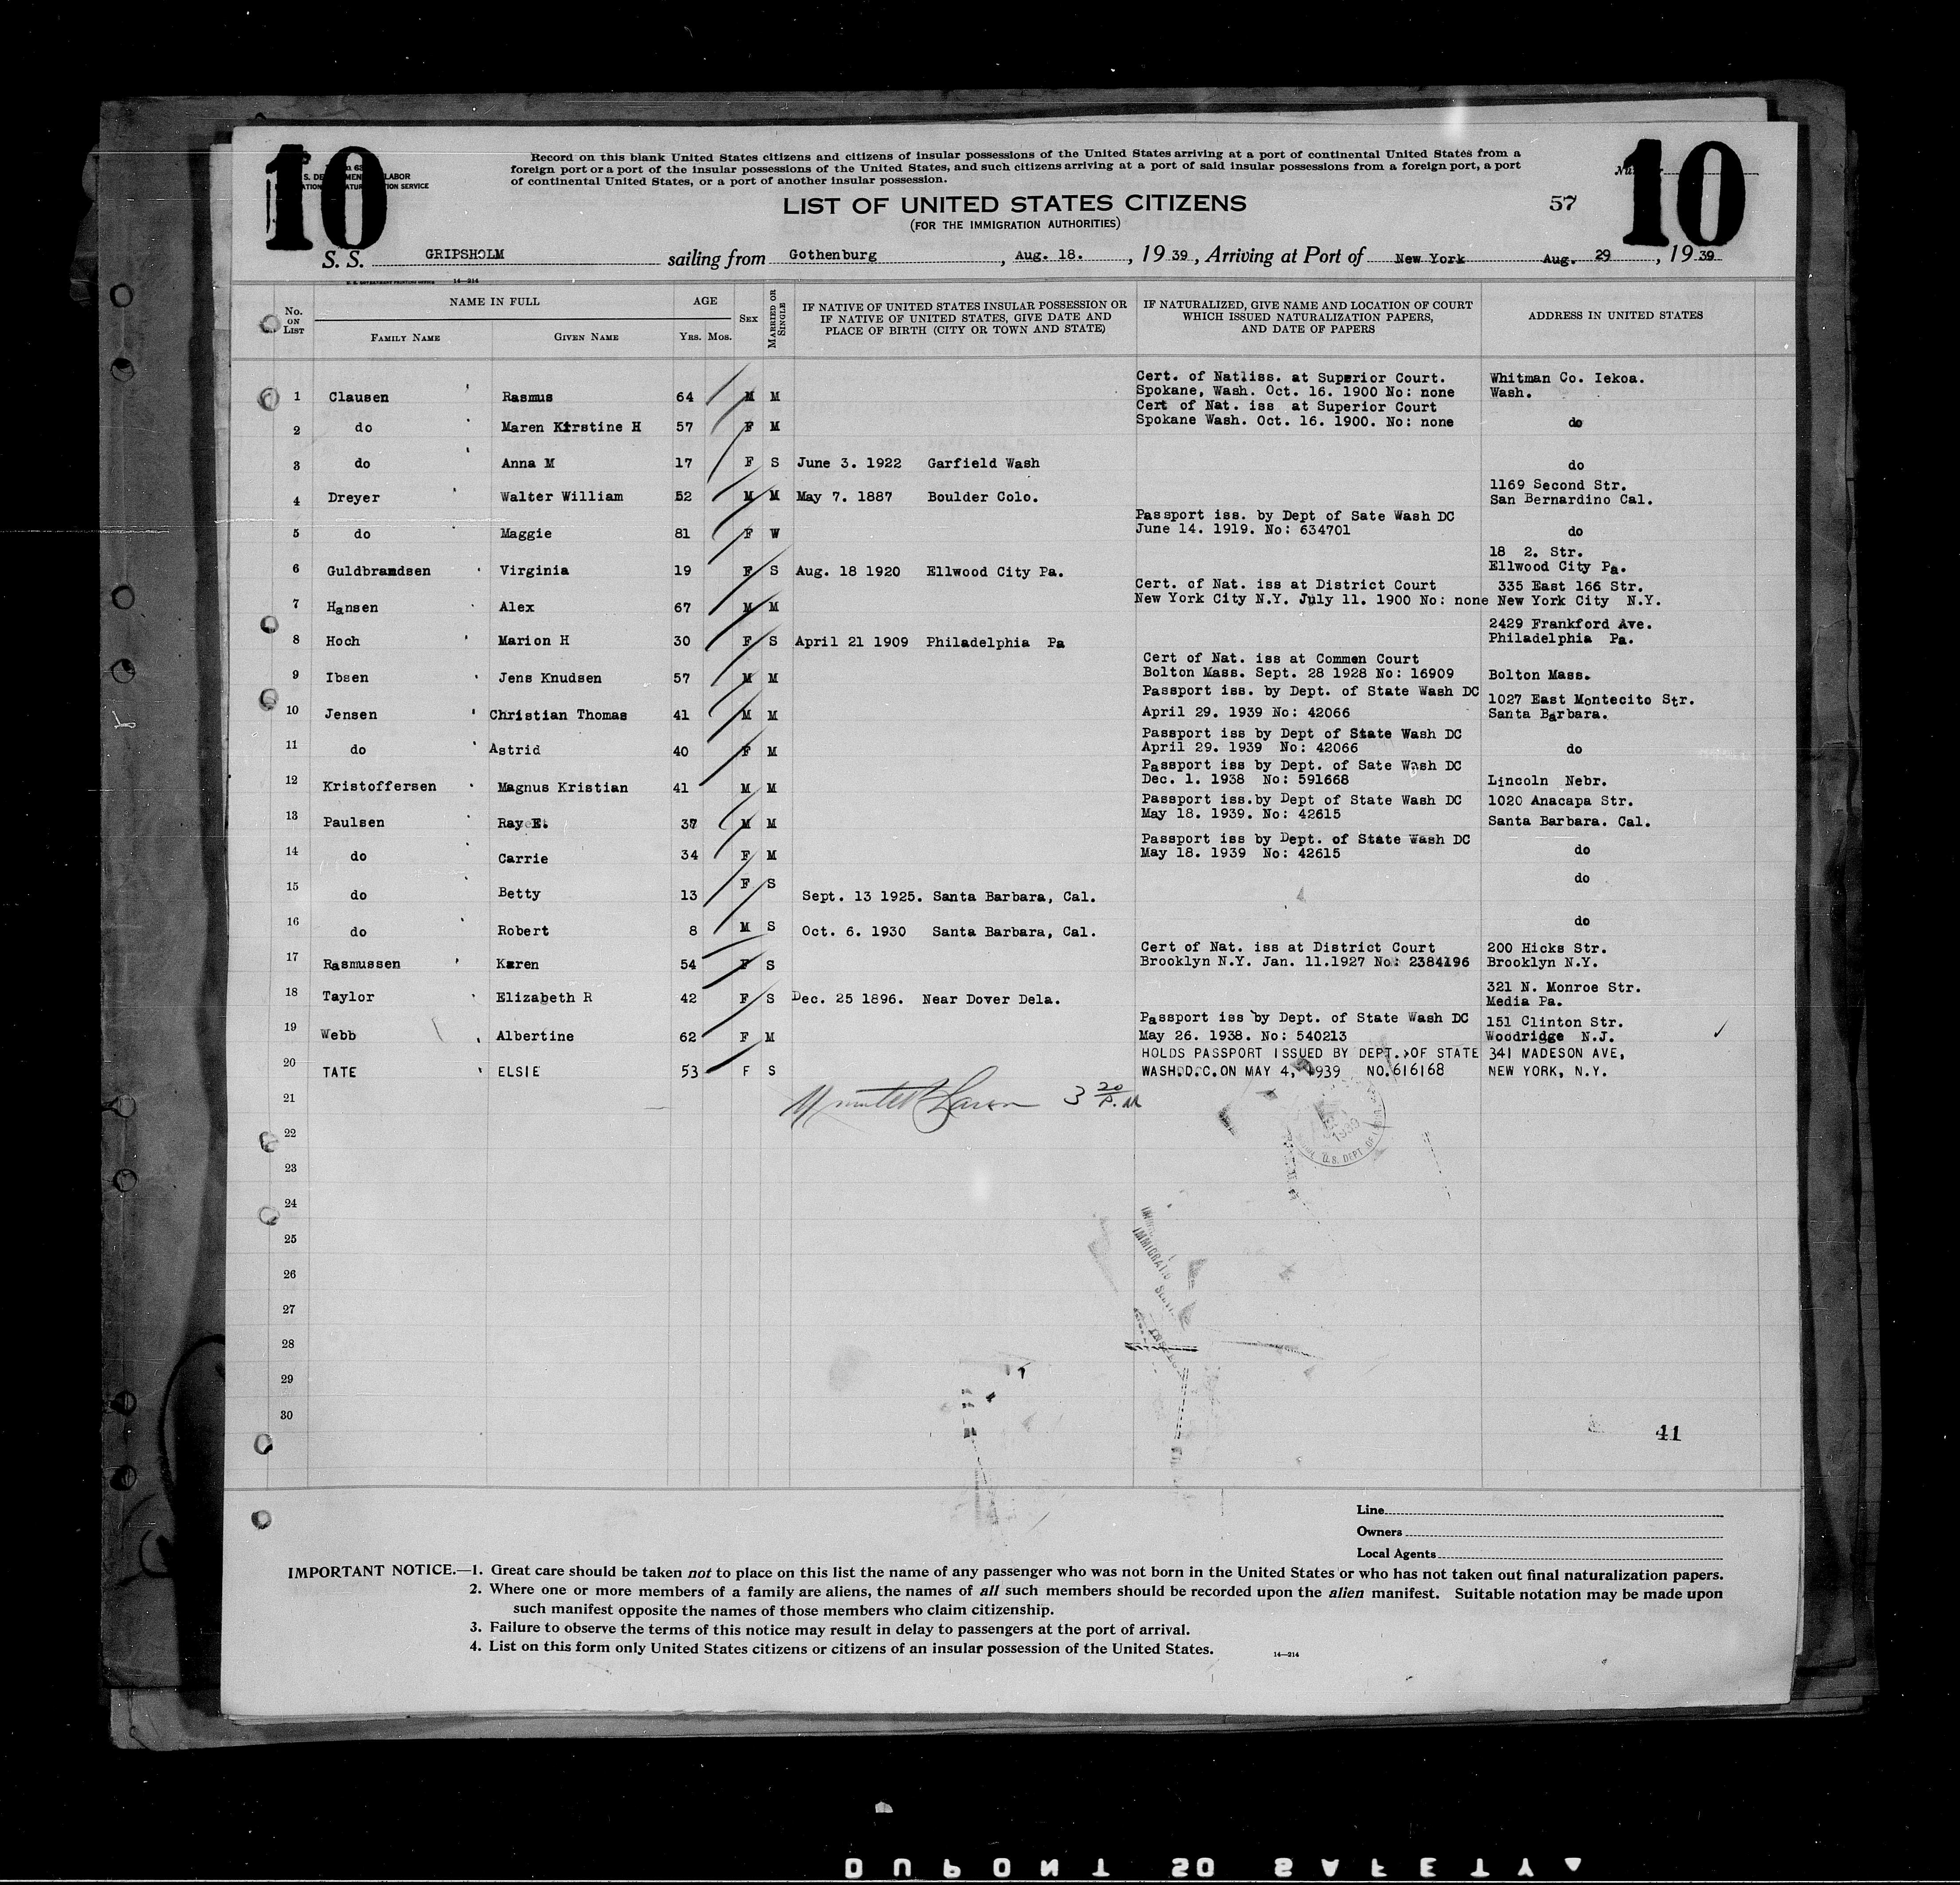 10
10
Record on this blank United States citizens and citizens of insular possessions of the United States arriving at a port of continental United States from a
foreign port or a port of the insular possessions of the United States, and such citizens arriving at a port of said insular possessions from a foreign port, a port
of continental United States, or a port of another insular possession.
LIST OF UNITED STATES CITIZENS
(FOR THE IMMIGRATION AUTHORITIES)
57
S. S. GRIPSHOLM sailing from Gothenburg, Aug. 18., 1939, Arriving at Port of New York Aug. 29, 1939
14—214
No. ON LIST
NAME IN FULL
FAMILY NAME GIVEN NAME
AGE
YRS. MOS.
SEX
MARRIED OR SINGLE
IF NATIVE OF UNITED STATES INSULAR POSSESSION OR
IF NATIVE OF UNITED STATES, GIVE DATE AND
PLACE OF BIRTH (CITY OR TOWN AND STATE)
IF NATURALIZED, GIVE NAME AND LOCATION OF COURT
WHICH ISSUED NATURALIZATION PAPERS,
AND DATE OF PAPERS
ADDRESS IN UNITED STATES
Cert. of Natliss. at Superior Court. Whitman Co. Iekoa.
1 Clausen Rasmus 64 M M Spokane, Wash. Oct. 16. 1900 No: none Wash.
Cert of Nat. iss at Superior Court
2 do Maren Kirstine H 57 F M Spokane Wash. Oct. 16. 1900. No: none do
3 do Anna M 17 F S June 3. 1922 Garfield Wash do
1169 Second Str.
4 Dreyer Walter William 52 M M May 7. 1887 Boulder Colo. San Bernardino Cal.
Passport iss. by Dept of Sate Wash DC
5 do Maggie 81 F W June 14. 1919. No: 634701 do
18 2. Str.
6 Guldbrandsen Virginia 19 F S Aug. 18 1920 Ellwood City Pa. Ellwood City Pa.
Cert. of Nat. iss at District Court 335 East 166 Str.
7 Hansen Alex 67 M M New York City N.Y. July 11. 1900 No: none New York City N.Y.
2429 Frankford Ave.
8 Hoch Marion H 30 F S April 21 1909 Philadelphia Pa Philadelphia Pa.
Cert of Nat. iss at Commen Court
9 Ibsen Jens Knudsen 57 M M Bolton Mass. Sept. 28 1928 No: 16909 Bolton Mass.
Passport iss. by Dept. of State Wash DC 1027 East Montecito Str.
10 Jensen Christian Thomas 41 M M April 29. 1939 No: 42066 Santa Barbara.
Passport iss by Dept of State Wash DC
11 do Astrid 40 F M April 29. 1939 No: 42066 do
Passport iss by Dept. of Sate Wash DC
12 Kristoffersen Magnus Kristian 41 M M Dec. 1. 1938 No: 591668 Lincoln Nebr.
Passport iss.by Dept of State Wash DC 1020 Anacapa Str.
13 Paulsen Ray E. 37 M M May 18. 1939. No: 42615 Santa Barbara. Cal.
Passport iss by Dept. of State Wash DC
14 do Carrie 34 F M May 18. 1939 No: 42615 do
15 do Betty 13 F S Sept. 13 1925. Santa Barbara, Cal. do
16 do Robert 8 M S Oct. 6. 1930 Santa Barbara, Cal. do
Cert of Nat. iss at District Court 200 Hicks Str.
17 Rasmussen Karen 54 F S Brooklyn N.Y. Jan. 11.1927 No: 2384196 Brooklyn N.Y.
321 N. Monroe Str.
18 Taylor Elizabeth R 42 F S Dec. 25 1896. Near Dover Dela. Media Pa.
Passport iss by Dept. of State Wash DC 151 Clinton Str.
19 Webb Albertine 62 F M May 26. 1938. No: 540213 Woodridge N.J.
HOLDS PASSPORT ISSUED BY DEPT. OF STATE 341 MADESON AVE,
20 TATE ELSIE 53 F S WASH.D.C.ON MAY 4, 1939 NO.616168 NEW YORK, N.Y.
21 3 20 P.M
22
23
24
25
26
27
28
29
30
41
Line
Owners
Local Agents
IMPORTANT NOTICE.—1. Great care should be taken not to place on this list the name of any passenger who was not born in the United States or who has not taken out final naturalization papers.
2. Where one or more members of a family are aliens, the names of all such members should be recorded upon the alien manifest. Suitable notation may be made upon
such manifest opposite the names of those members who claim citizenship.
3. Failure to observe the terms of this notice may result in delay to passengers at the port of arrival.
4. List on this form only United States citizens or citizens of an insular possession of the United States.
14—214
DUPONT SAFETY